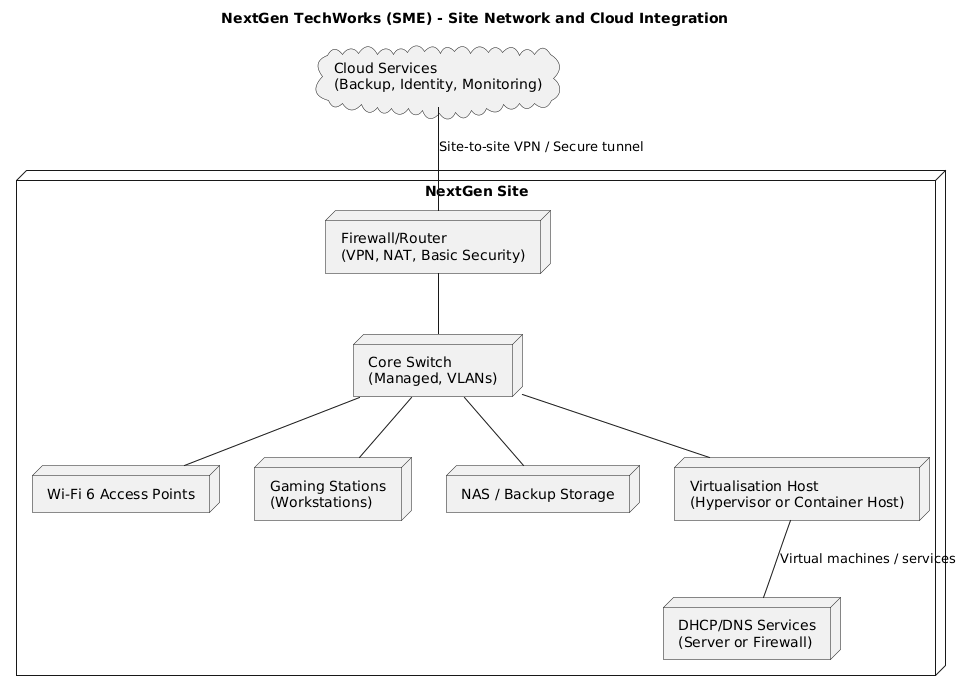 NextGen TechWorks (SME) - Site Network and Cloud Integration
Cloud Services
(Backup, Identity, Monitoring)
Site-to-site VPN / Secure tunnel
NextGen Site
Firewall/Router
(VPN, NAT, Basic Security)
Core Switch
(Managed, VLANs)
Wi-Fi 6 Access Points
Gaming Stations
(Workstations)
NAS / Backup Storage
Virtualisation Host
(Hypervisor or Container Host)
Virtual machines / services
DHCP/DNS Services
(Server or Firewall)